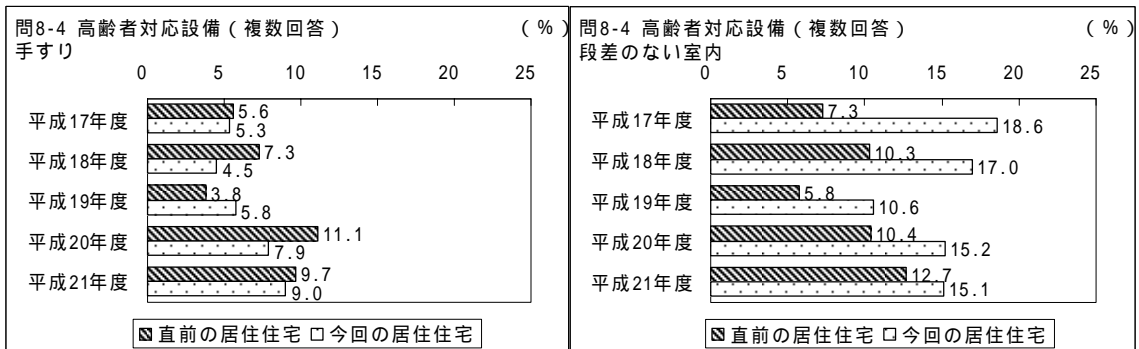 問8-4 高齢者対応設備（複数回答） （％）
手すり
0 5 10 15 20 25
平成17年度 5.6 5.3
平成18年度 7.3 4.5
平成19年度 3.8 5.8
平成20年度 11.1 7.9
平成21年度 9.7 9.0
直前の居住住宅 今回の居住住宅
問8-4 高齢者対応設備（複数回答） （％）
段差のない室内
0 5 10 15 20 25
平成17年度 7.3 18.6
平成18年度 10.3 17.0
平成19年度 5.8 10.6
平成20年度 10.4 15.2
平成21年度 12.7 15.1
直前の居住住宅 今回の居住住宅